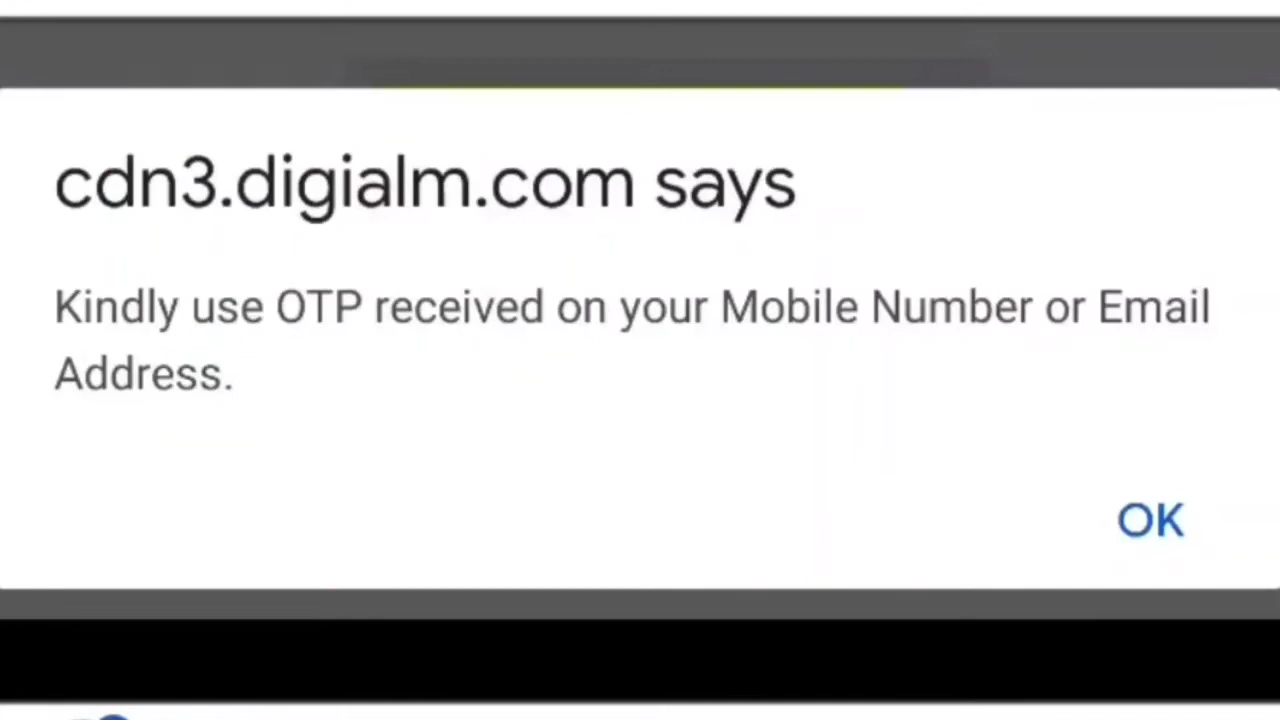 cdn3.digialm.com says
Kindly use OTP received on your Mobile Number or Email
Address.
OK